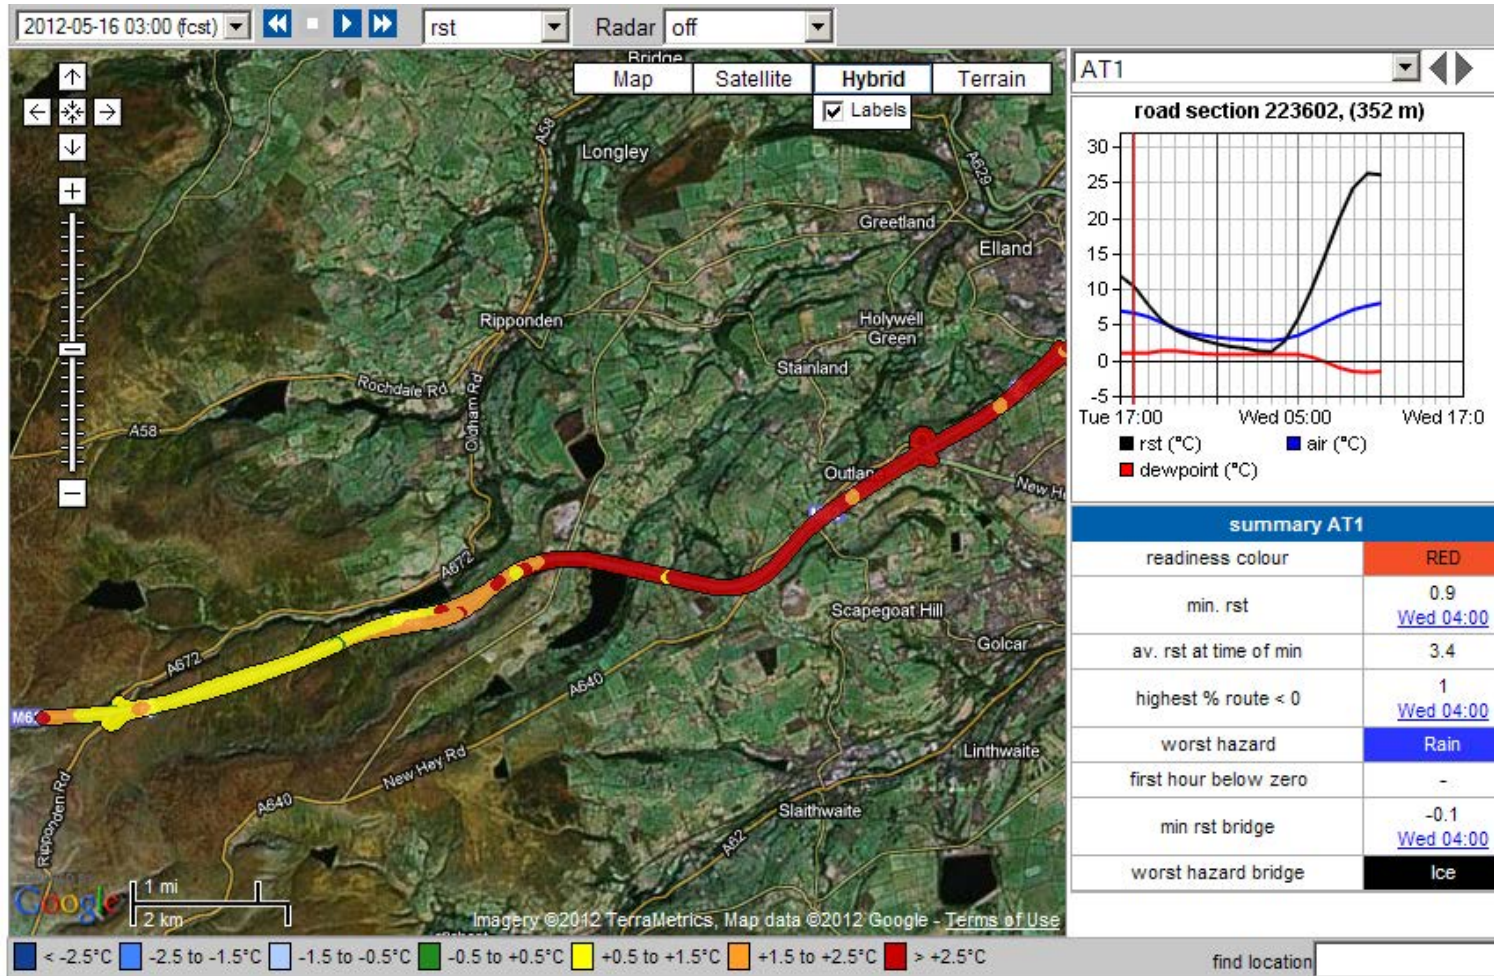 2012-05-16 03:00 (fcst)
rst
Radar
off
Map
Satellite
Hybrid
Terrain
Labels
Bridge
A58
Longley
A629
Greetland
Elland
Ripponden
Holywell
Green
Stainland
Rochdale Rd
Oldham Rd
A58
Outlan
New H
A672
Scapegoat Hill
Golcar
A672
A640
M6
New Hey Rd
Linthwaite
Ripponden Rd
A640
Slaithwaite
A62
Google
1 mi
2 km
Imagery ©2012 TerraMetrics, Map data ©2012 Google - Terms of Use
< -2.5°C
-2.5 to -1.5°C
-1.5 to -0.5°C
-0.5 to +0.5°C
+0.5 to +1.5°C
+1.5 to +2.5°C
> +2.5°C
find location
AT1
road section 223602, (352 m)
30
25
20
15
10
5
0
-5
Tue 17:00
Wed 05:00
Wed 17:0
rst (°C)
air (°C)
dewpoint (°C)
summary AT1
readiness colour
RED
min. rst
0.9
Wed 04:00
av. rst at time of min
3.4
highest % route < 0
1
Wed 04:00
worst hazard
Rain
first hour below zero
-
min rst bridge
-0.1
Wed 04:00
worst hazard bridge
Ice